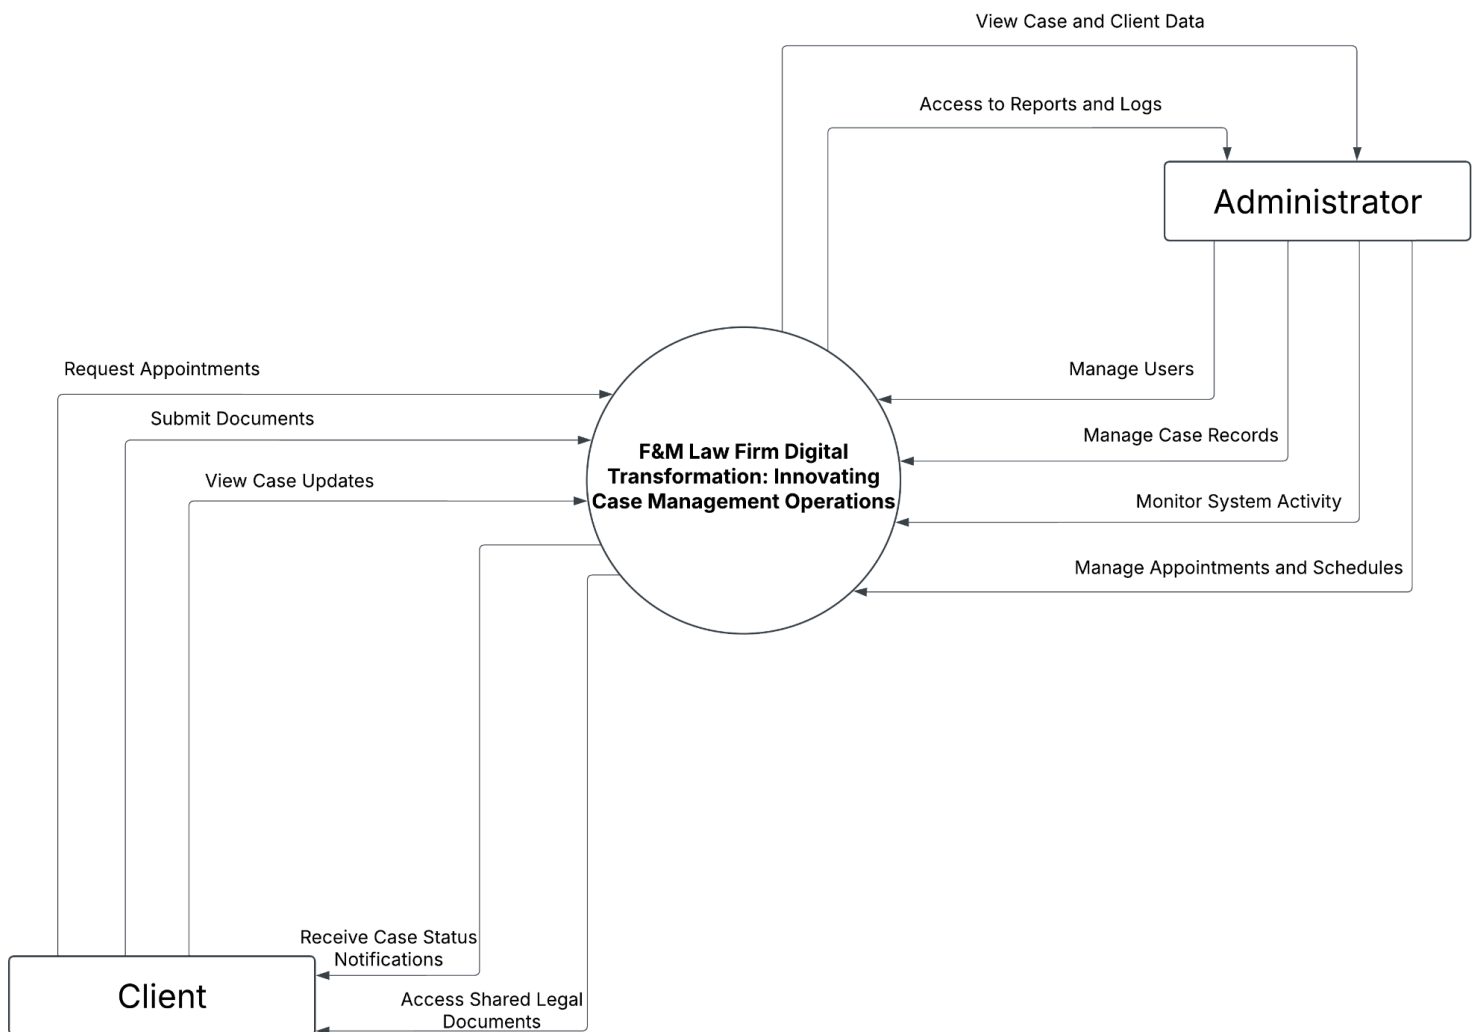 View Case and Client Data
Access to Reports and Logs
Administrator
Request Appointments
Manage Users
Submit Documents
Manage Case Records
F&M Law Firm Digital
Transformation: Innovating
Case Management Operations
View Case Updates
Monitor System Activity
Manage Appointments and Schedules
Receive Case Status
Notifications
Client
Access Shared Legal
Documents